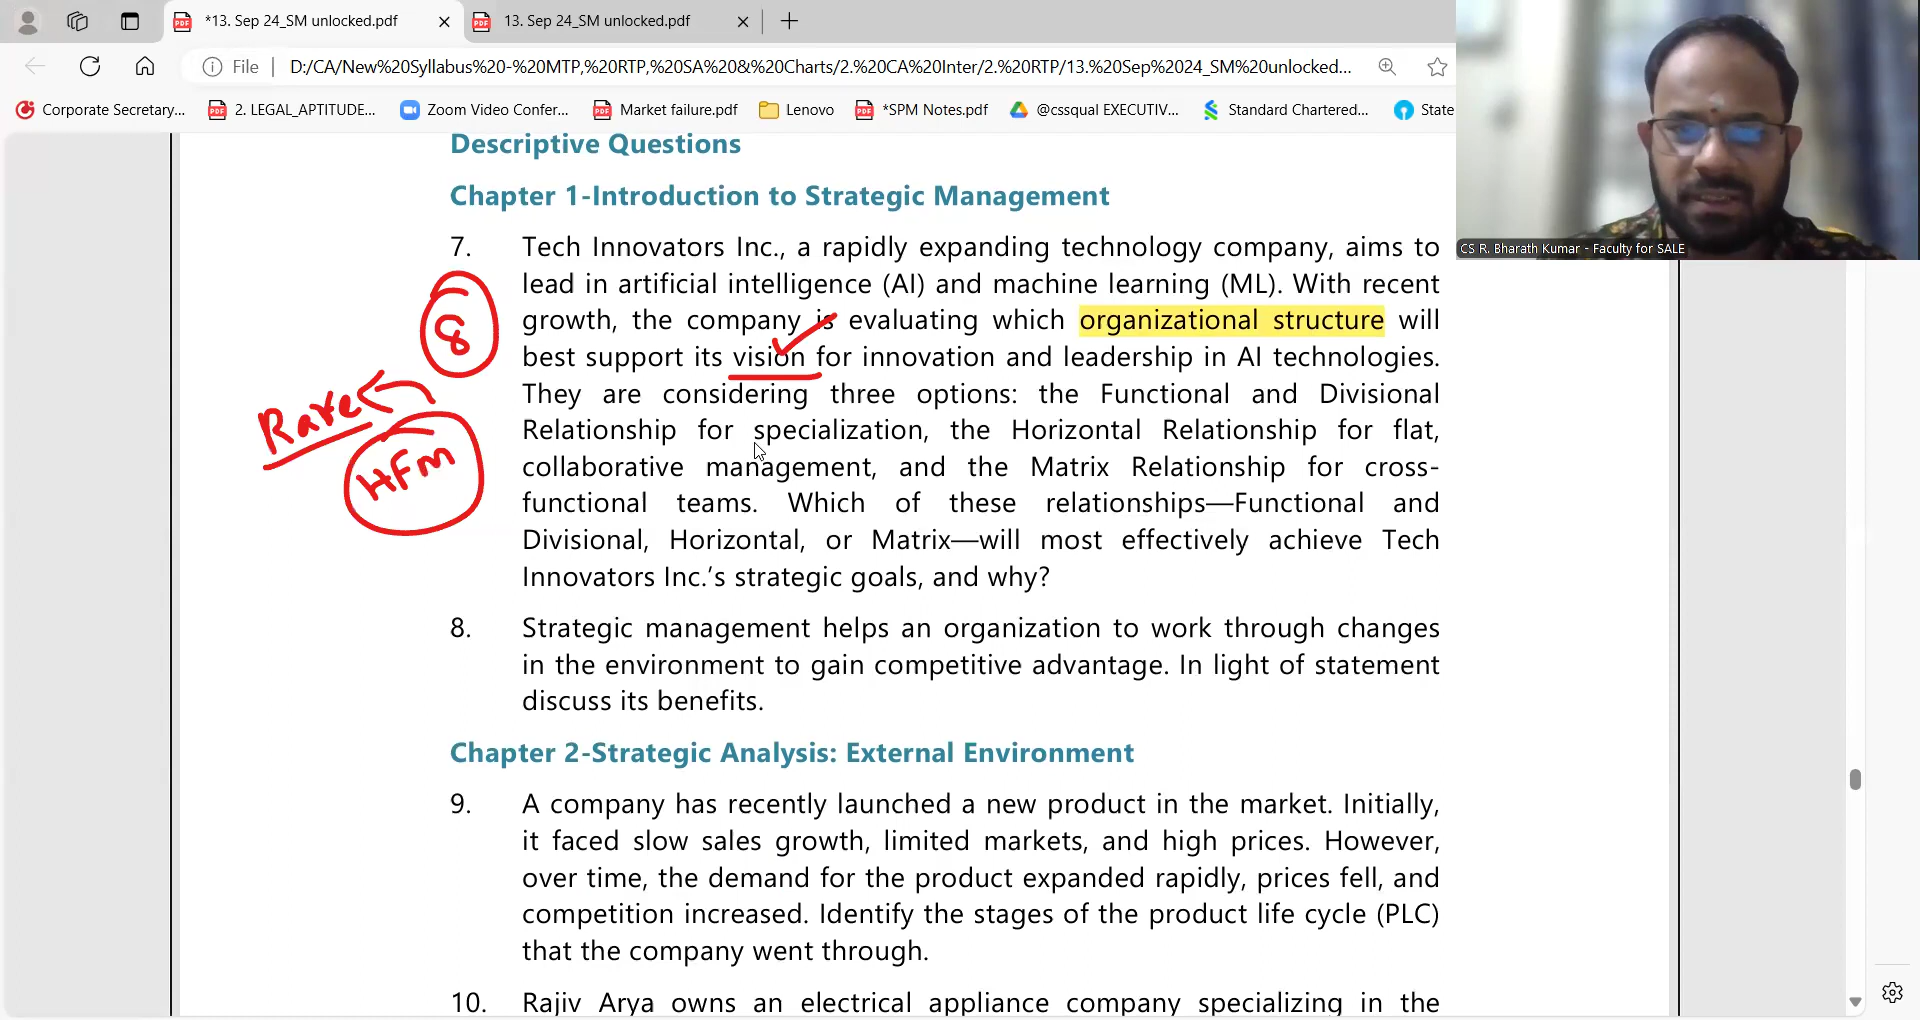 *13. Sep 24_SM unlocked.pdf
13. Sep 24_SM unlocked.pdf
File
D:/CA/New%20Syllabus%20-%20MTP,%20RTP,%20SA%20&%20Charts/2.%20CA%20Inter/2.%20RTP/13.%20Sep%2024_SM%20unlocked...
Corporate Secretary...
2. LEGAL_APTITUDE...
Zoom Video Confer...
Market failure.pdf
Lenovo
*SPM Notes.pdf
@cssqual EXECUTIV...
Standard Chartered...
State
CS R. Bharath Kumar - Faculty for SALE
Descriptive Questions
Chapter 1-Introduction to Strategic Management
7. Tech Innovators Inc., a rapidly expanding technology company, aims to
lead in artificial intelligence (AI) and machine learning (ML). With recent
growth, the company is evaluating which organizational structure will
best support its vision for innovation and leadership in AI technologies.
They are considering three options: the Functional and Divisional
Relationship for specialization, the Horizontal Relationship for flat,
collaborative management, and the Matrix Relationship for cross-
functional teams. Which of these relationships—Functional and
Divisional, Horizontal, or Matrix—will most effectively achieve Tech
Innovators Inc.'s strategic goals, and why?
8
Rare
HFM
8. Strategic management helps an organization to work through changes
in the environment to gain competitive advantage. In light of statement
discuss its benefits.
Chapter 2-Strategic Analysis: External Environment
9. A company has recently launched a new product in the market. Initially,
it faced slow sales growth, limited markets, and high prices. However,
over time, the demand for the product expanded rapidly, prices fell, and
competition increased. Identify the stages of the product life cycle (PLC)
that the company went through.
10. Rajiv Arya owns an electrical appliance company specializing in the